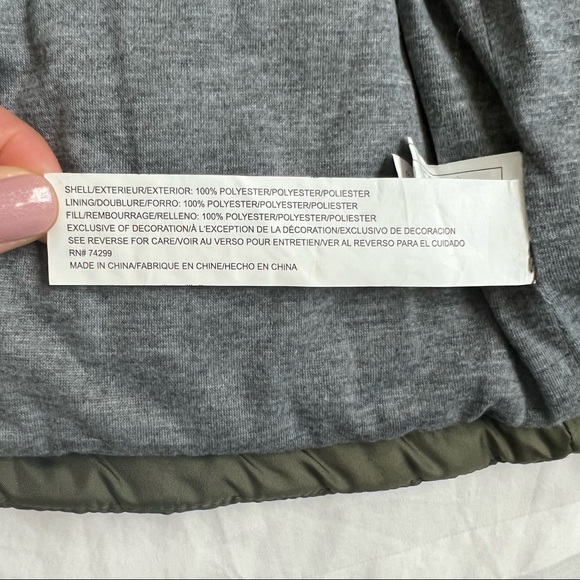 SHELL/EXTERIEUR/EXTERIOR: 100% POLYESTER/POLYESTER/POLIESTER
LINING/DOUBLURE/FORRO: 100% POLYESTER/POLYESTER/POLIESTER
FILL/REMBOURRAGE/RELLENO: 100% POLYESTER/POLYESTER/POLIESTER
EXCLUSIVE OF DECORATION/À L'EXCEPTION DE LA DÉCORATION/EXCLUSIVO DE DECORACION
SEE REVERSE FOR CARE/VOIR AU VERSO POUR ENTRETIEN/VER AL REVERSO PARA EL CUIDADO
RN# 74299
MADE IN CHINA/FABRIQUE EN CHINE/HECHO EN CHINA